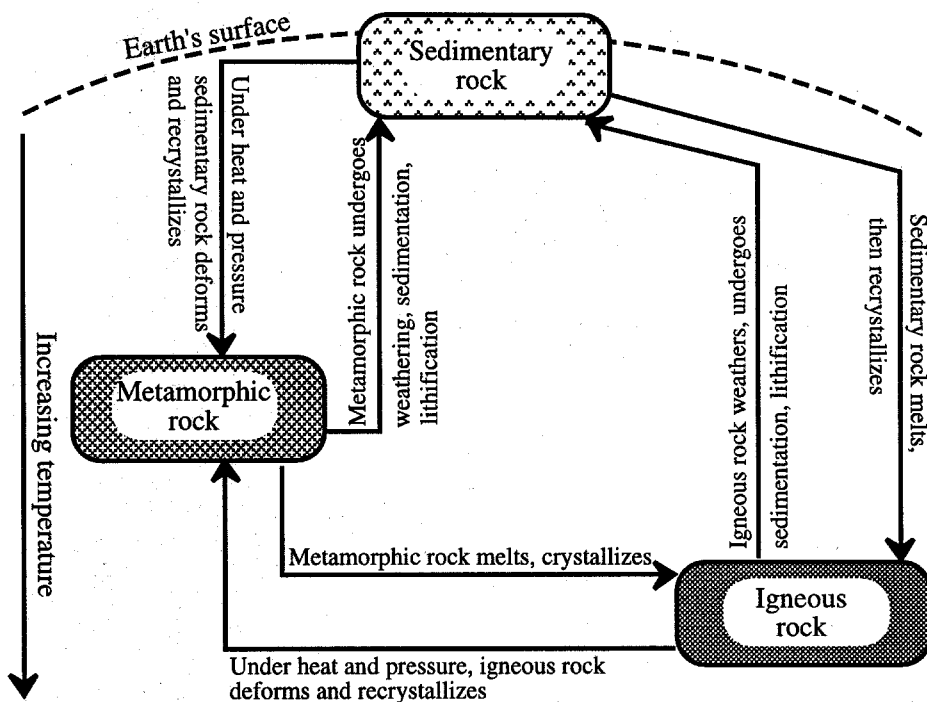 Earth's surface
Sedimentary
rock
Under heat and pressure
sedimentary rock deforms
and recrystallizes
Metamorphic rock undergoes
weathering, sedimentation,
lithification
Igneous rock weathers, undergoes
sedimentation, lithification
Sedimentary rock melts,
then recrystallizes
Increasing temperature
Metamorphic
rock
Metamorphic rock melts, crystallizes
Igneous
rock
Under heat and pressure, igneous rock
deforms and recrystallizes